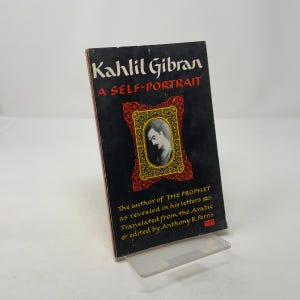 Kahlil Gibran
A SELF-PORTRAIT
The author of THE PROPHET
as revealed in his letters
Translated from the Arabic
& edited by Anthony R. Ferris